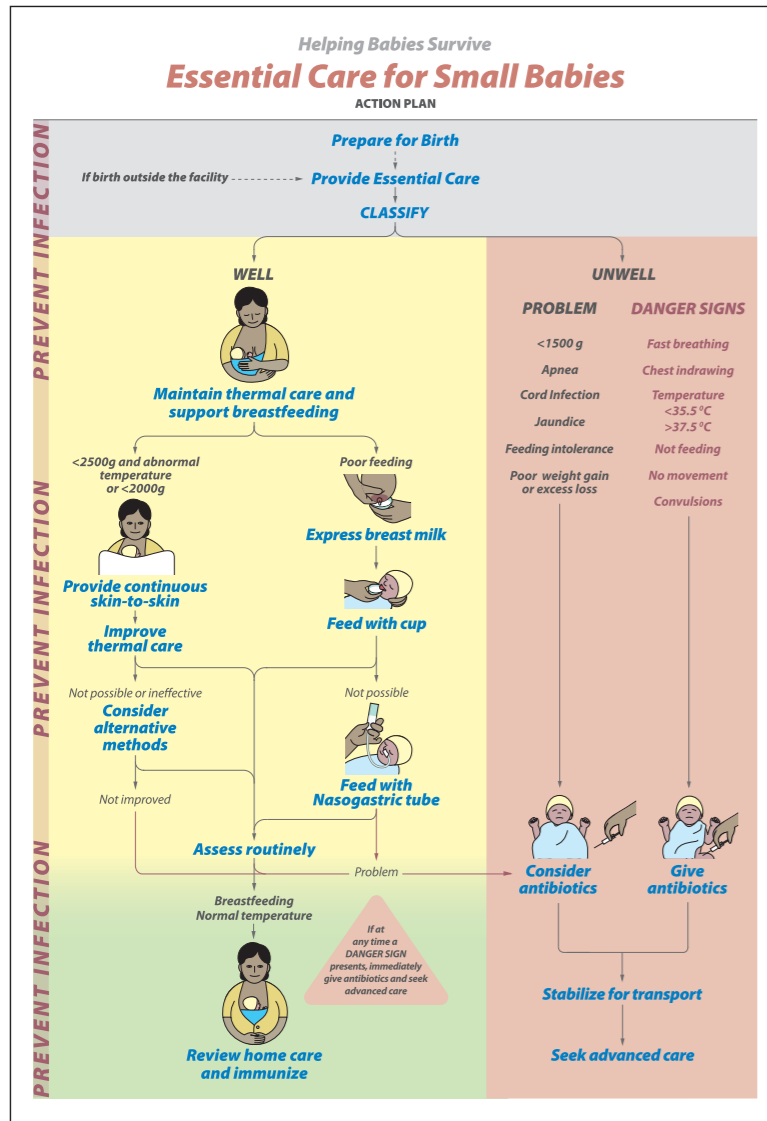 Helping Babies Survive
Essential Care for Small Babies
ACTION PLAN
PREVENT INFECTION
PREVENT INFECTION
PREVENT INFECTION
Prepare for Birth
If birth outside the facility
Provide Essential Care
CLASSIFY
WELL
Maintain thermal care and
support breastfeeding
<2500g and abnormal
temperature
or <2000g
Provide continuous
skin-to-skin
Improve
thermal care
Not possible or ineffective
Consider
alternative
methods
Not improved
Poor feeding
Express breast milk
Feed with cup
Not possible
Feed with
Nasogastric tube
Assess routinely
Problem
Breastfeeding
Normal temperature
Review home care
and immunize
If at
any time a
DANGER SIGN
presents, immediately
give antibiotics and seek
advanced care
UNWELL
PROBLEM
<1500 g
Apnea
Cord Infection
Jaundice
Feeding intolerance
Poor weight gain
or excess loss
DANGER SIGNS
Fast breathing
Chest indrawing
Temperature
<35.5 ⁰C
>37.5 ⁰C
Not feeding
No movement
Convulsions
Consider
antibiotics
Give
antibiotics
Stabilize for transport
Seek advanced care